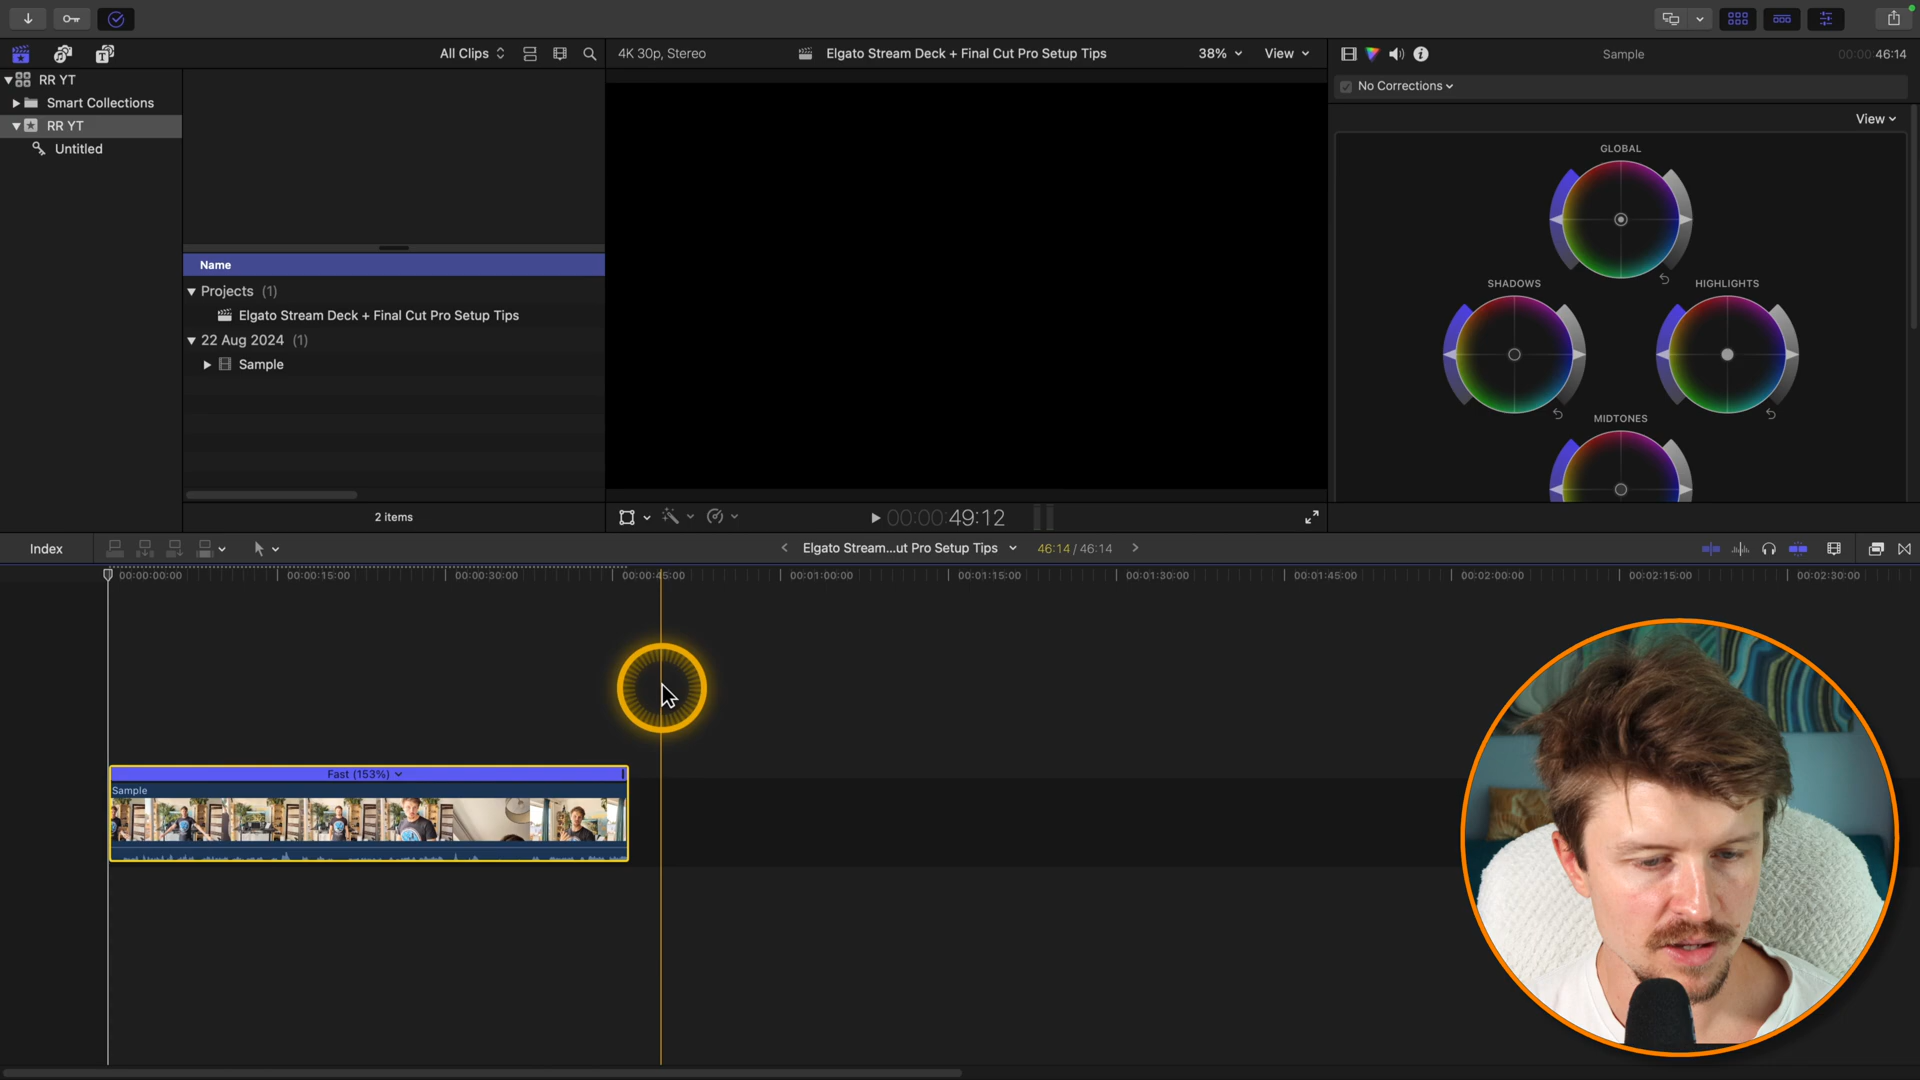 All Clips
4K 30p, Stereo
Elgato Stream Deck + Final Cut Pro Setup Tips
38%
View
Sample
00:00:46:14
RR YT
Smart Collections
RR YT
Untitled
No Corrections
View
GLOBAL
SHADOWS
HIGHLIGHTS
MIDTONES
Name
Projects (1)
Elgato Stream Deck + Final Cut Pro Setup Tips
22 Aug 2024 (1)
Sample
2 items
00:00:49:12
Index
Elgato Stream...ut Pro Setup Tips
46:14 / 46:14
00:00:00:00
00:00:15:00
00:00:30:00
00:00:45:00
00:01:00:00
00:01:15:00
00:01:30:00
00:01:45:00
00:02:00:00
00:02:15:00
00:02:30:00
Fast (153%)
Sample